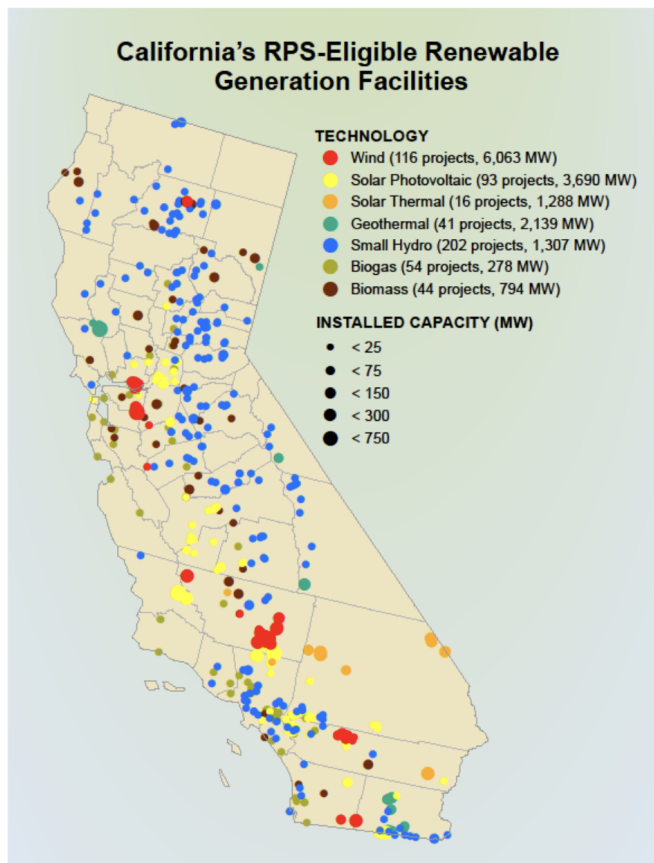 California's RPS-Eligible Renewable
Generation Facilities
TECHNOLOGY
Wind (116 projects, 6,063 MW)
Solar Photovoltaic (93 projects, 3,690 MW)
Solar Thermal (16 projects, 1,288 MW)
Geothermal (41 projects, 2,139 MW)
Small Hydro (202 projects, 1,307 MW)
Biogas (54 projects, 278 MW)
Biomass (44 projects, 794 MW)
INSTALLED CAPACITY (MW)
< 25
< 75
< 150
< 300
< 750